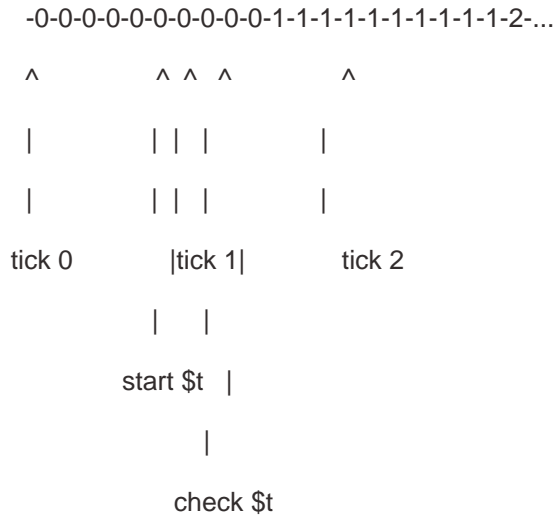 -0-0-0-0-0-0-0-0-0-0-1-1-1-1-1-1-1-1-1-1-2-...
^ ^ ^ ^ ^
| | | | |
| | | | |
tick 0 |tick 1| tick 2
| |
start $t |
|
check $t